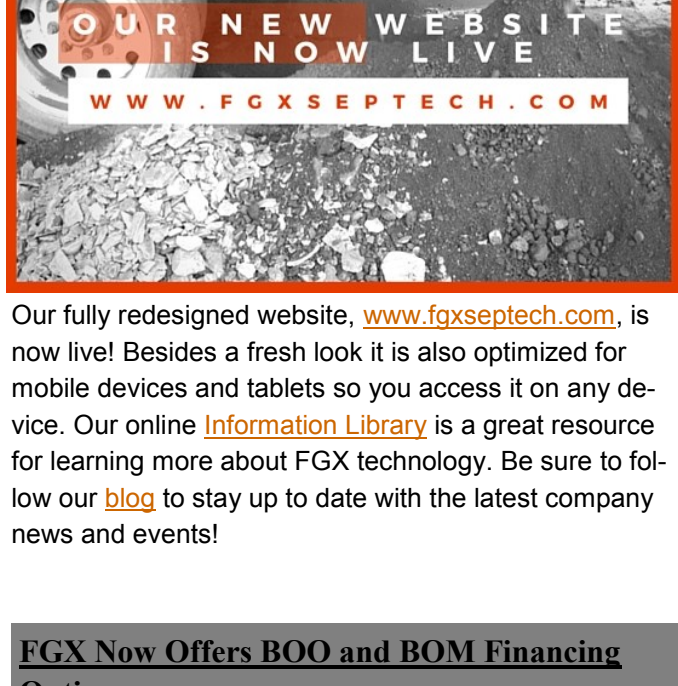 OUR NEW WEBSITE
IS NOW LIVE
WWW.FGXSEPTECH.COM
Our fully redesigned website, www.fgxseptech.com, is
now live! Besides a fresh look it is also optimized for
mobile devices and tablets so you access it on any de-
vice. Our online Information Library is a great resource
for learning more about FGX technology. Be sure to fol-
low our blog to stay up to date with the latest company
news and events!
FGX Now Offers BOO and BOM Financing